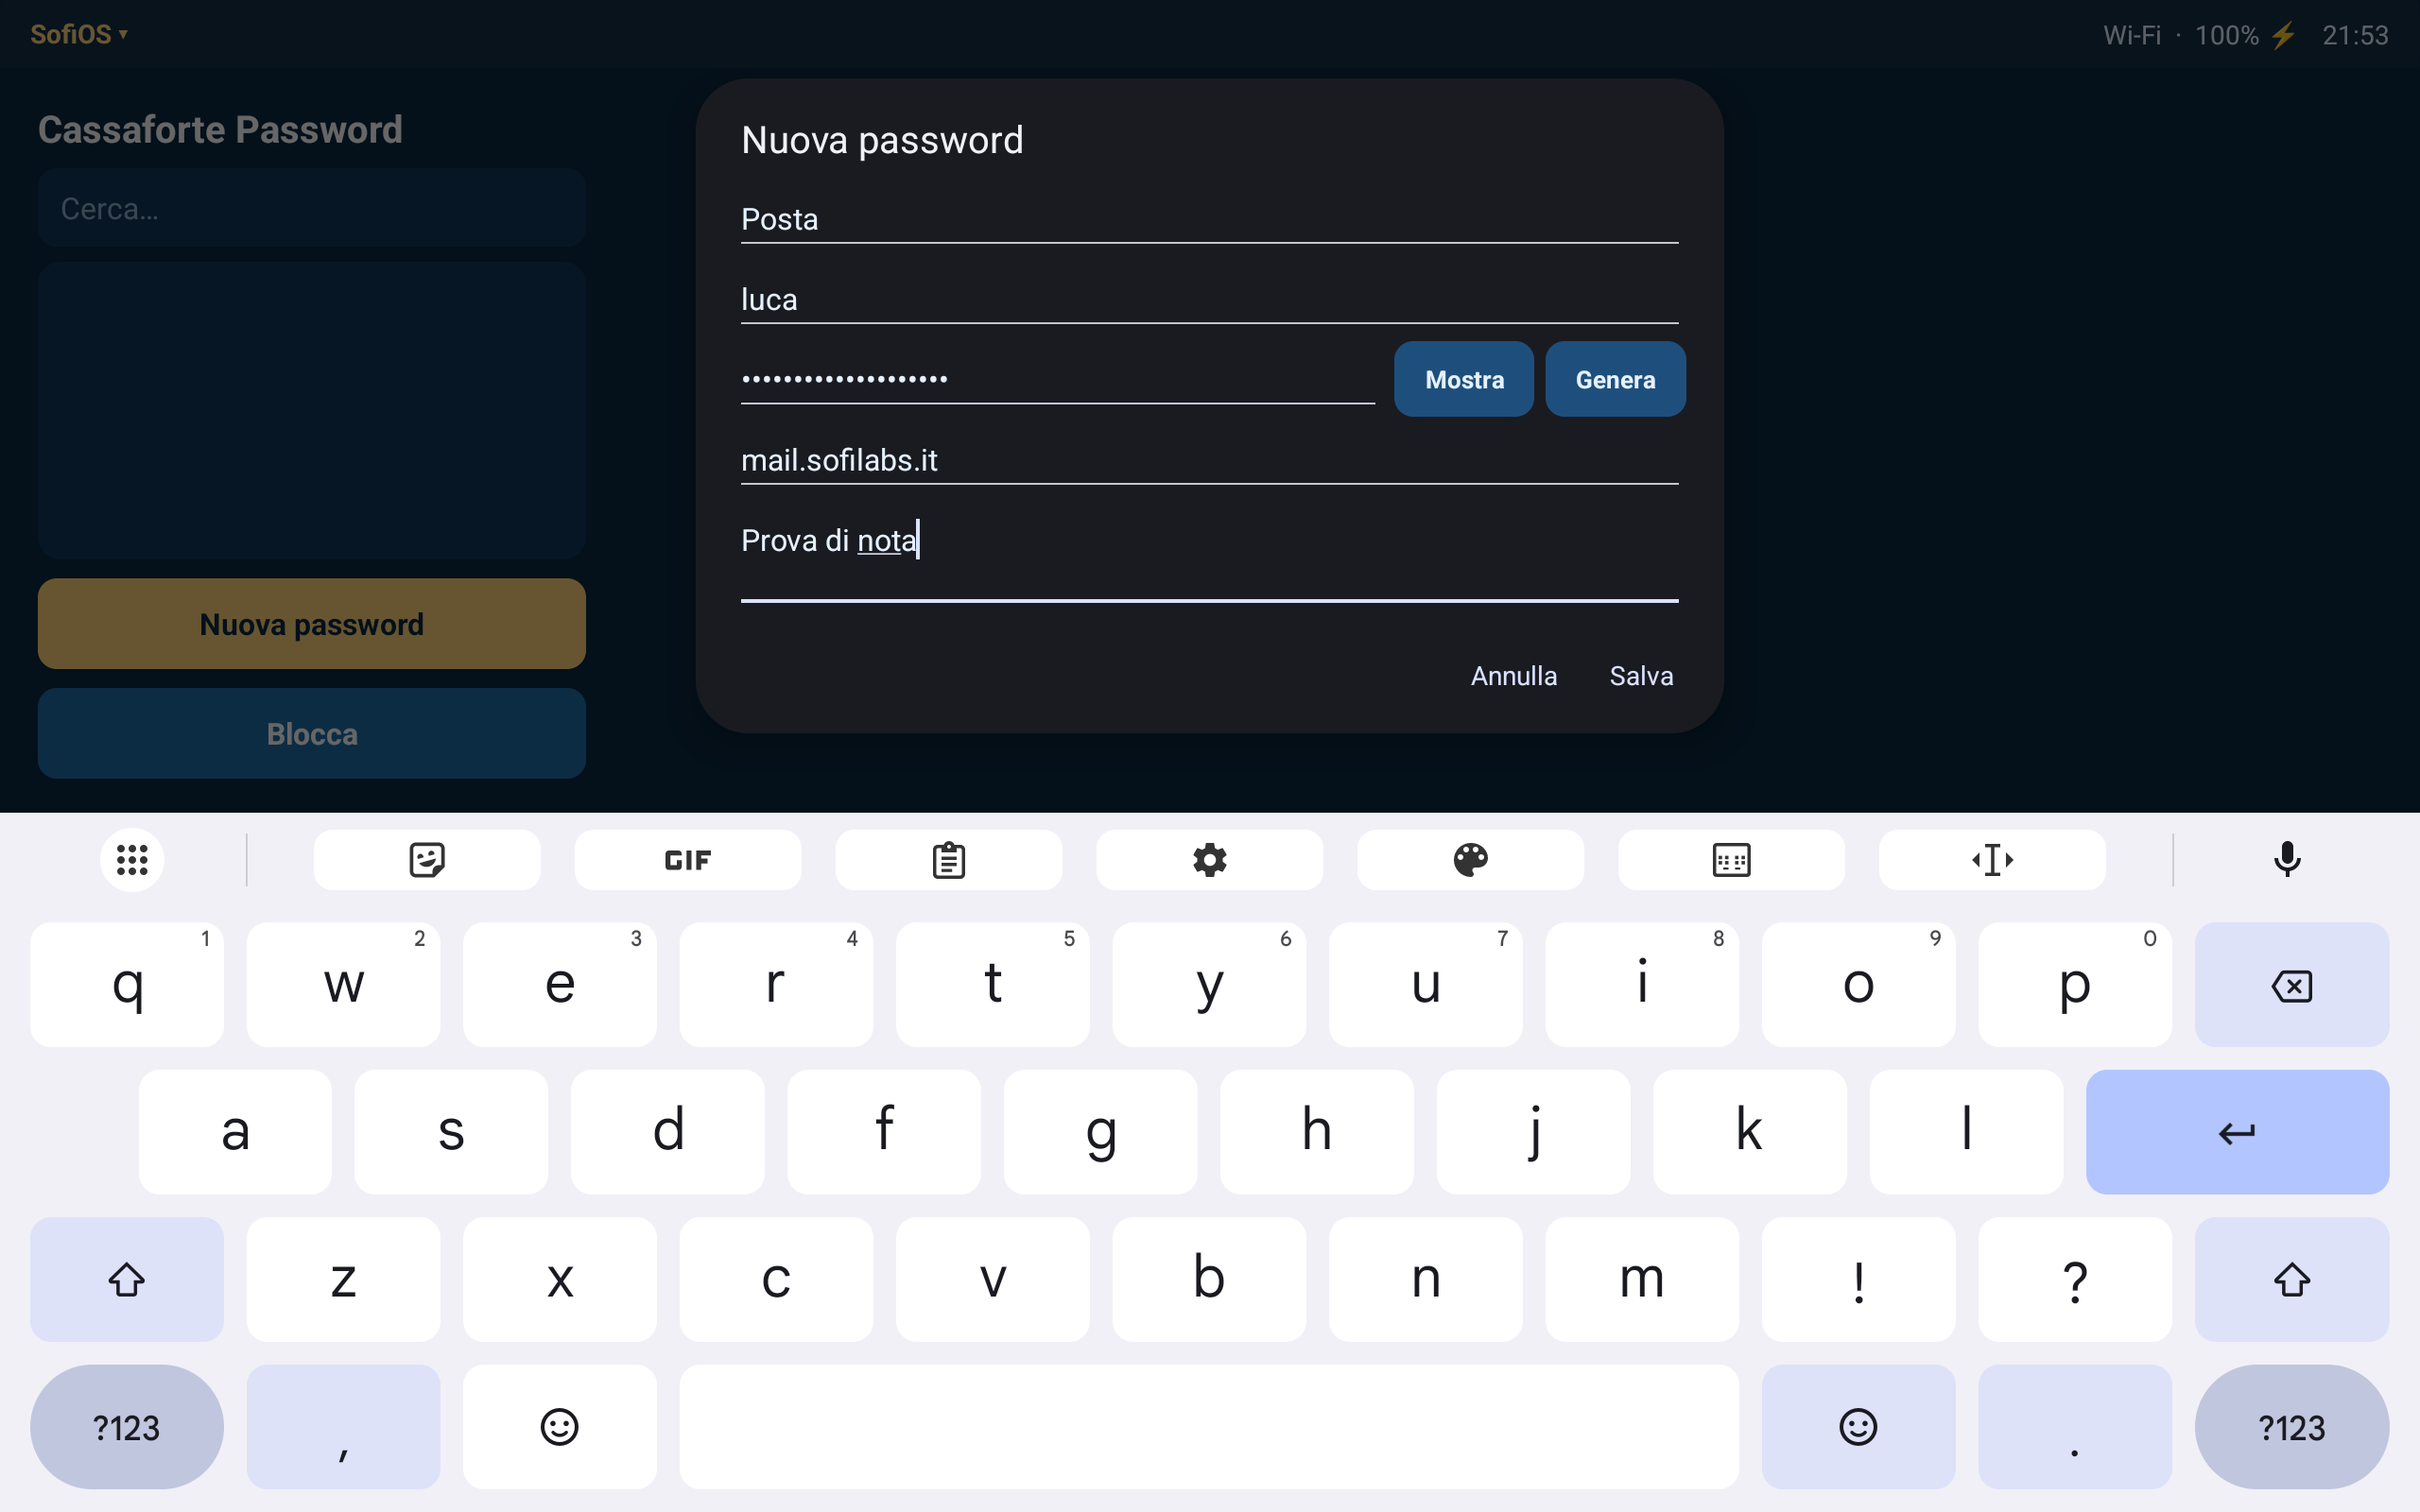 SofiOS ▾
Wi-Fi · 100% ⚡ 21:53
Cassaforte Password
Cerca...
Nuova password
Blocca
Nuova password
Posta
luca
••••••••••••••••••••
Mostra
Genera
mail.sofilabs.it
Prova di nota
Annulla
Salva
GIF
q 1 w 2 e 3 r 4 t 5 y 6 u 7 i 8 o 9 p 0
a s d f g h j k l
z x c v b n m ! ?
?123 , . ?123